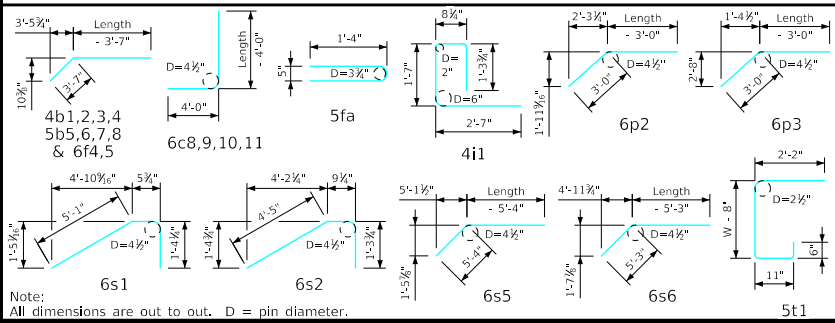 3'-5¾" Length
- 3'-7"
10⅜"
3'-7"
4b1,2,3,4
5b5,6,7,8
& 6f4,5
D=4½"
Length
- 4'-0"
4'-0"
6c8,9,10,11
1'-4"
5"
D=3¾"
5fa
8¼"
1'-7"
D=
2"
1'-3¾"
D=6"
2'-7"
4i1
2'-3¼" Length
- 3'-0"
D=4½"
1'-11⁹⁄₁₆"
3'-0"
6p2
1'-4½" Length
- 3'-0"
D=4½"
2'-8"
3'-0"
6p3
4'-10⁹⁄₁₆" 5¾"
5'-1"
1'-5³⁄₁₆"
D=4½"
1'-4¼"
6s1
4'-2¼" 9¼"
4'-5"
1'-4¾"
D=4½"
1'-3¾"
6s2
5'-1½" Length
- 5'-4"
D=4½"
1'-5⅞"
5'-4"
6s5
4'-11¾" Length
- 5'-3"
D=4½"
1'-7⅛"
5'-3"
6s6
2'-2"
W - 8"
D=2½"
6"
11"
5t1
Note:
All dimensions are out to out. D = pin diameter.